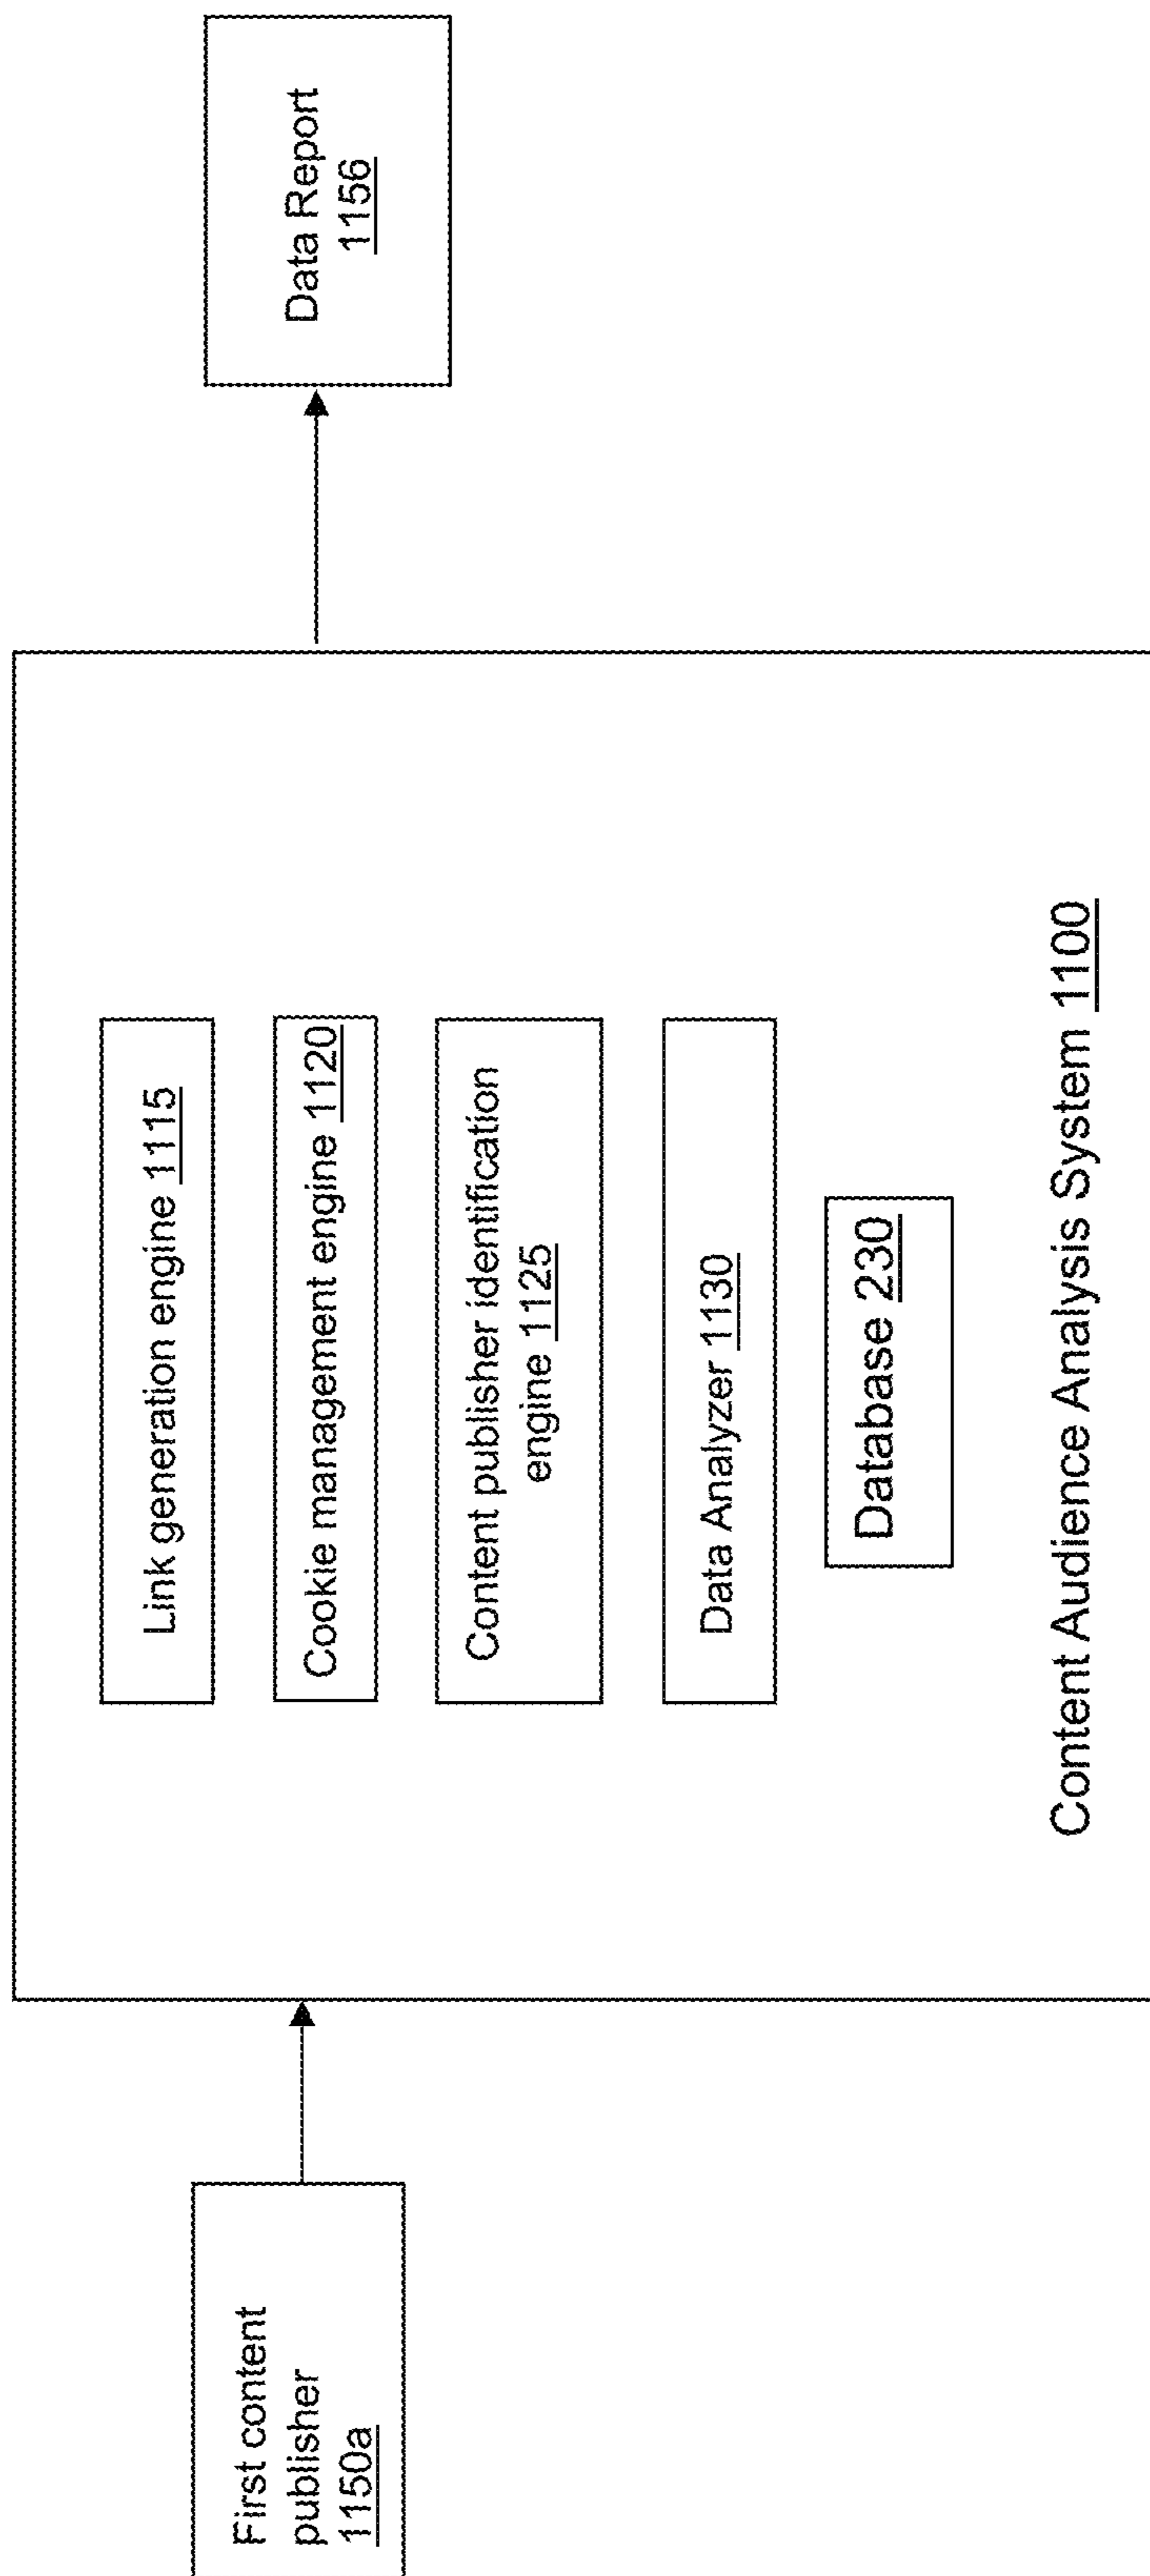 First content
publisher
1150a
Link generation engine 1115
Cookie management engine 1120
Content publisher identification
engine 1125
Data Analyzer 1130
Database 230
Content Audience Analysis System 1100
Data Report
1156